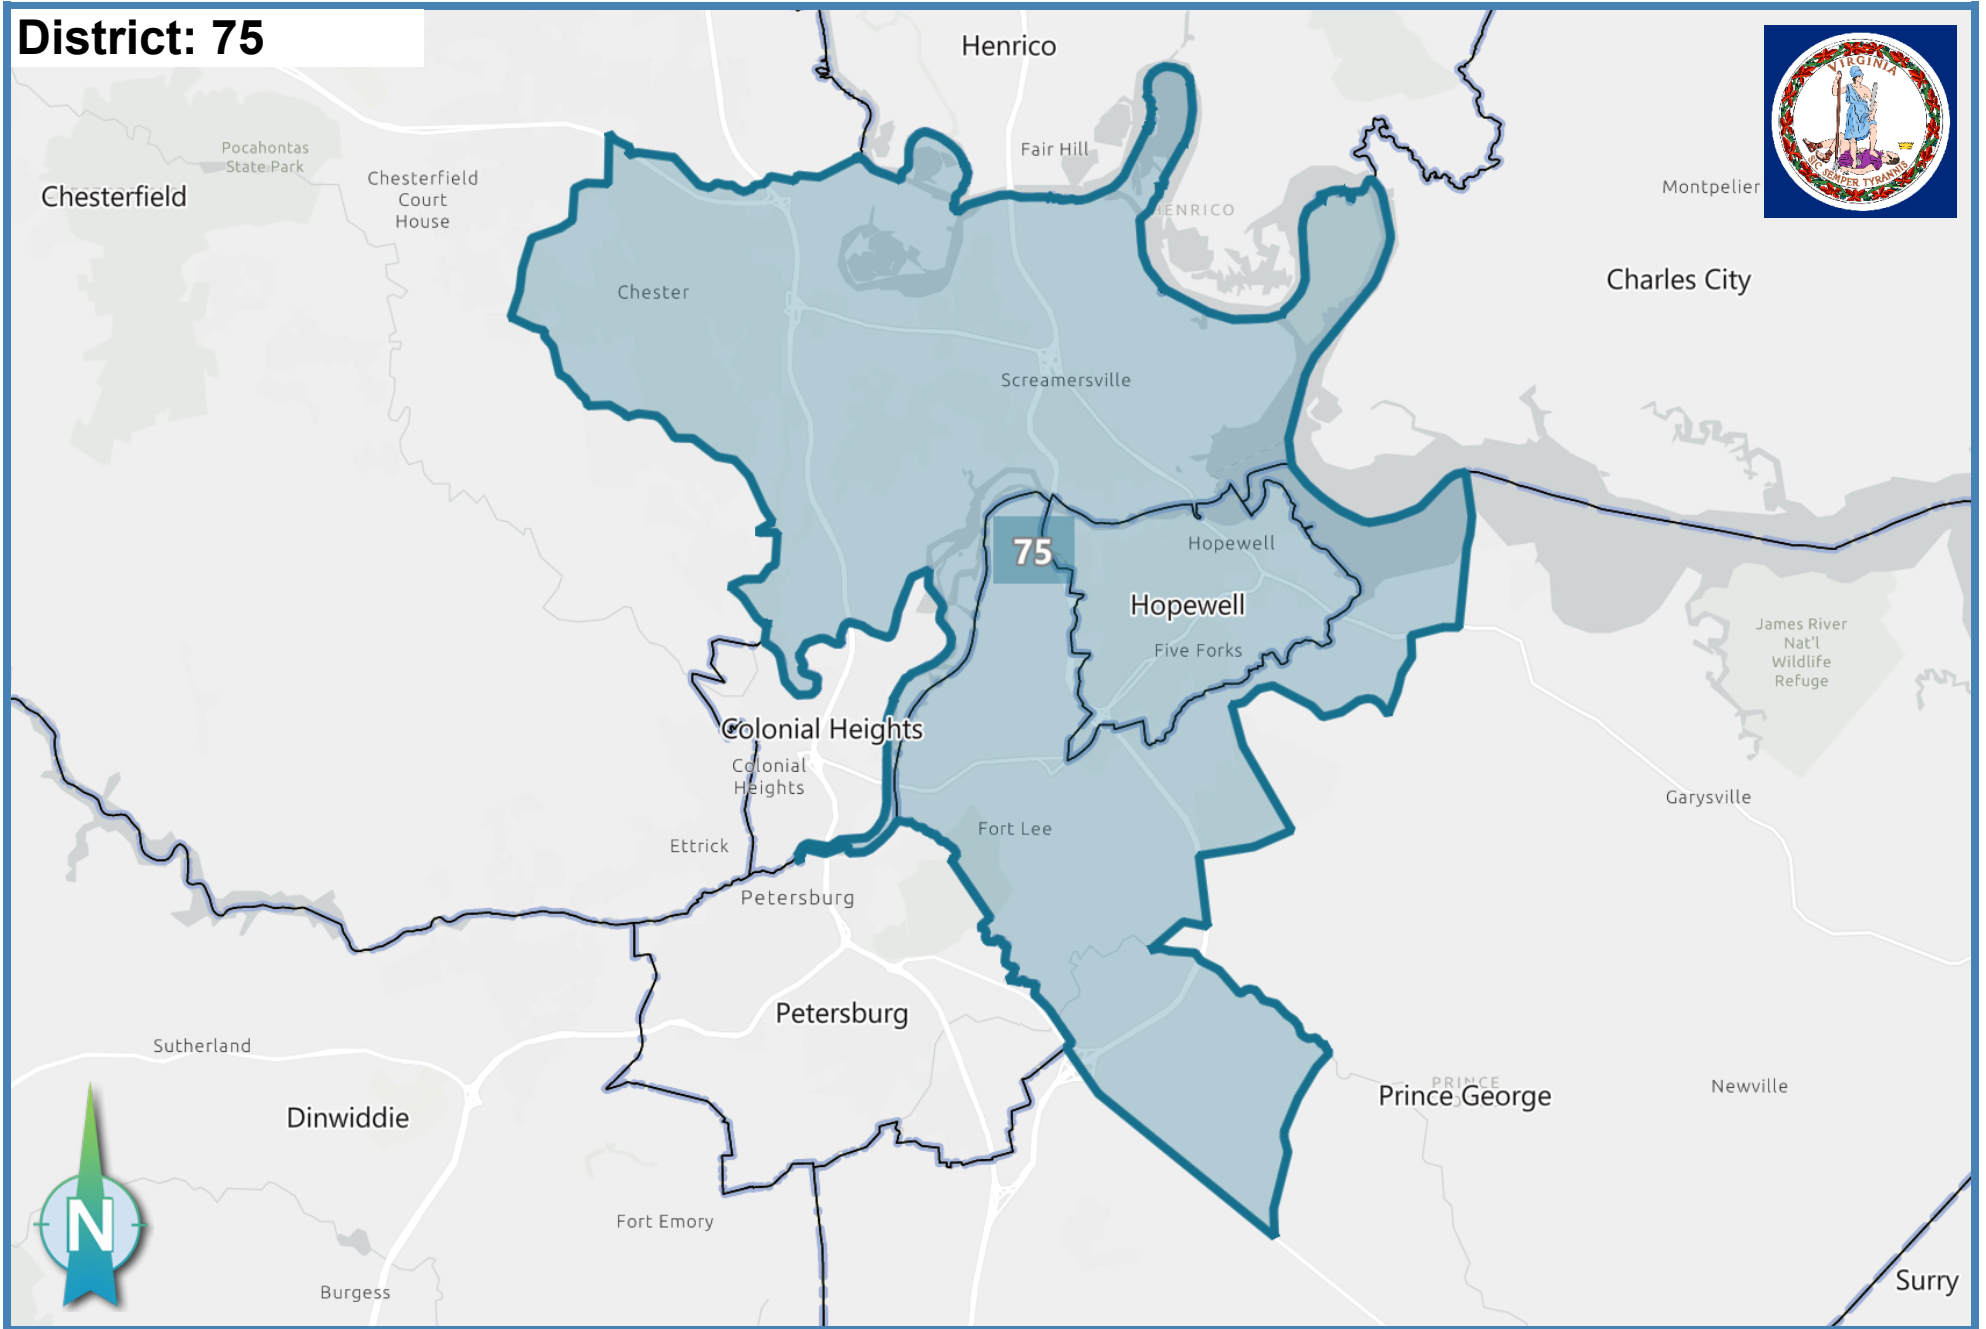 District: 75
Henrico
VIRGINIA
SIC SEMPER TYRANNIS
Pocahontas
State Park
Fair Hill
Chesterfield
Chesterfield
Court
House
Montpelier
HENRICO
Charles City
Chester
Screamersville
75
Hopewell
Hopewell
Five Forks
James River
Nat'l
Wildlife
Refuge
Colonial Heights
Colonial
Heights
Garysville
Fort Lee
Ettrick
Petersburg
Petersburg
Sutherland
Prince George
PRINCE
Newville
Dinwiddie
N
Fort Emory
Burgess
Surry